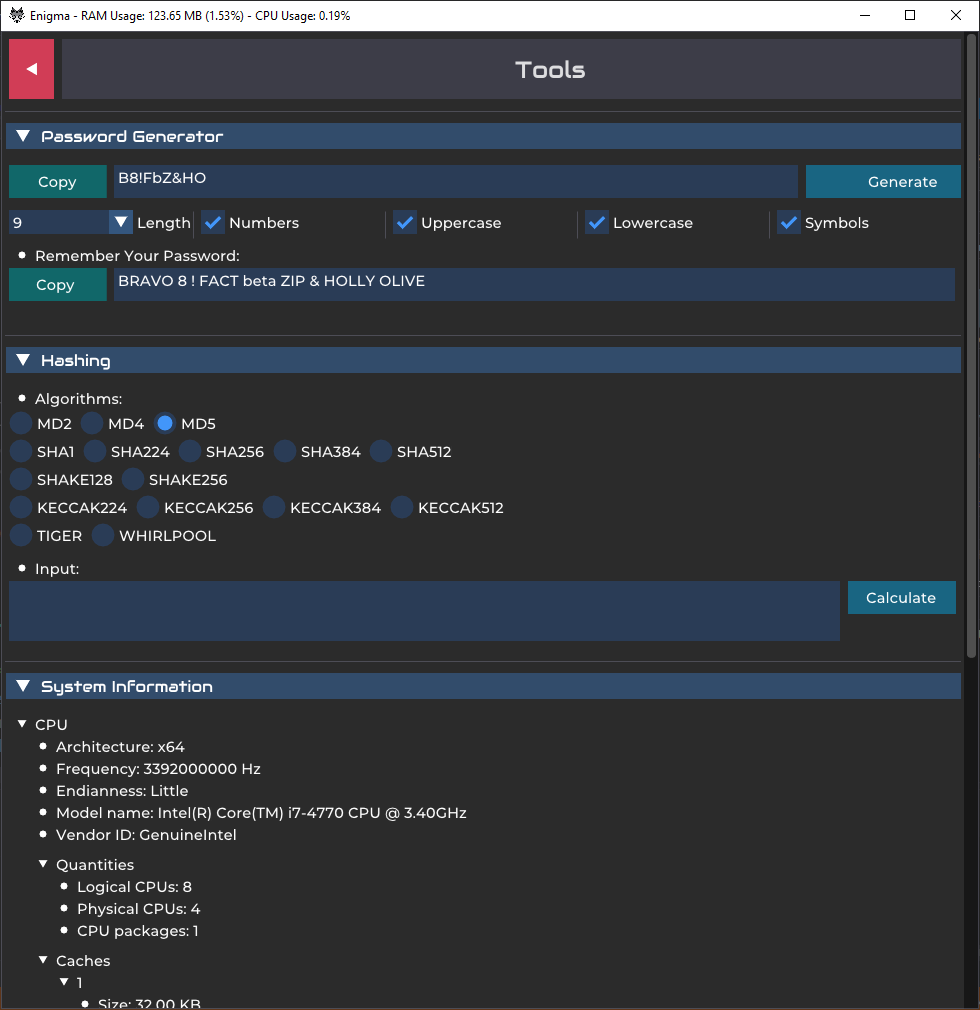 Enigma - RAM Usage: 123.65 MB (1.53%) - CPU Usage: 0.19%
Tools
Password Generator
Copy B8!FbZ&HO Generate
9 Length Numbers Uppercase Lowercase Symbols
Remember Your Password:
Copy BRAVO 8 ! FACT beta ZIP & HOLLY OLIVE
Hashing
Algorithms:
MD2 MD4 MD5
SHA1 SHA224 SHA256 SHA384 SHA512
SHAKE128 SHAKE256
KECCAK224 KECCAK256 KECCAK384 KECCAK512
TIGER WHIRLPOOL
Input:
Calculate
System Information
CPU
Architecture: x64
Frequency: 3392000000 Hz
Endianness: Little
Model name: Intel(R) Core(TM) i7-4770 CPU @ 3.40GHz
Vendor ID: GenuineIntel
Quantities
Logical CPUs: 8
Physical CPUs: 4
CPU packages: 1
Caches
1
Size: 32.00 KB